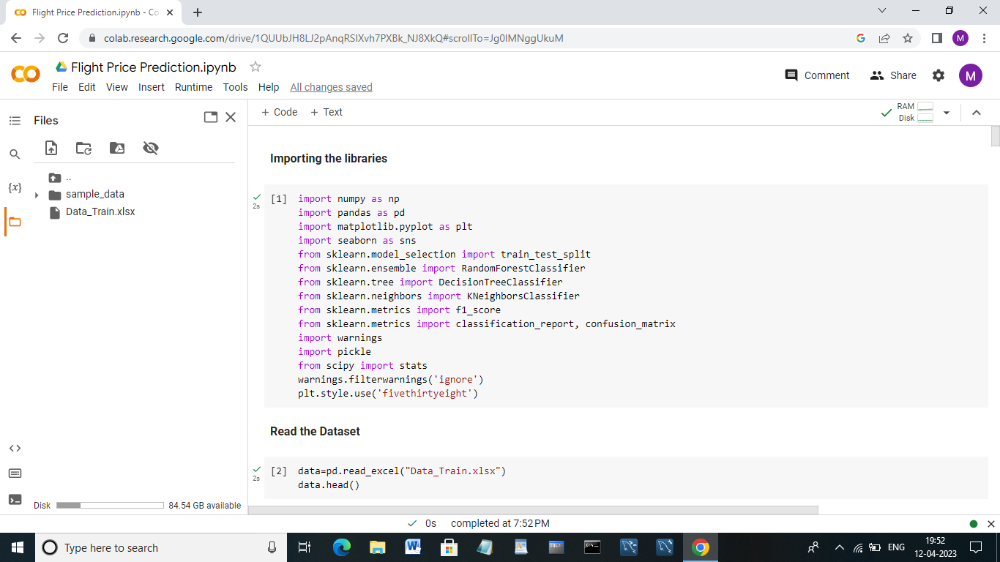 Flight Price Prediction.ipynb - Co
colab.research.google.com/drive/1QUUbJH8LJ2pAnqRSIXvh7PXBk_NJ8XkQ#scrollTo=Jg0IMNggUkuM
M
Flight Price Prediction.ipynb
Comment
Share
M
File Edit View Insert Runtime Tools Help All changes saved
Files
+ Code + Text
RAM
Disk
{x}
..
sample_data
Data_Train.xlsx
Importing the libraries
2s
[1] import numpy as np
import pandas as pd
import matplotlib.pyplot as plt
import seaborn as sns
from sklearn.model_selection import train_test_split
from sklearn.ensemble import RandomForestClassifier
from sklearn.tree import DecisionTreeClassifier
from sklearn.neighbors import KNeighborsClassifier
from sklearn.metrics import f1_score
from sklearn.metrics import classification_report, confusion_matrix
import warnings
import pickle
from scipy import stats
warnings.filterwarnings('ignore')
plt.style.use('fivethirtyeight')
Read the Dataset
2s
[2] data=pd.read_excel("Data_Train.xlsx")
data.head()
Disk 84.54 GB available
0s completed at 7:52 PM
Type here to search
ENG
19:52
12-04-2023